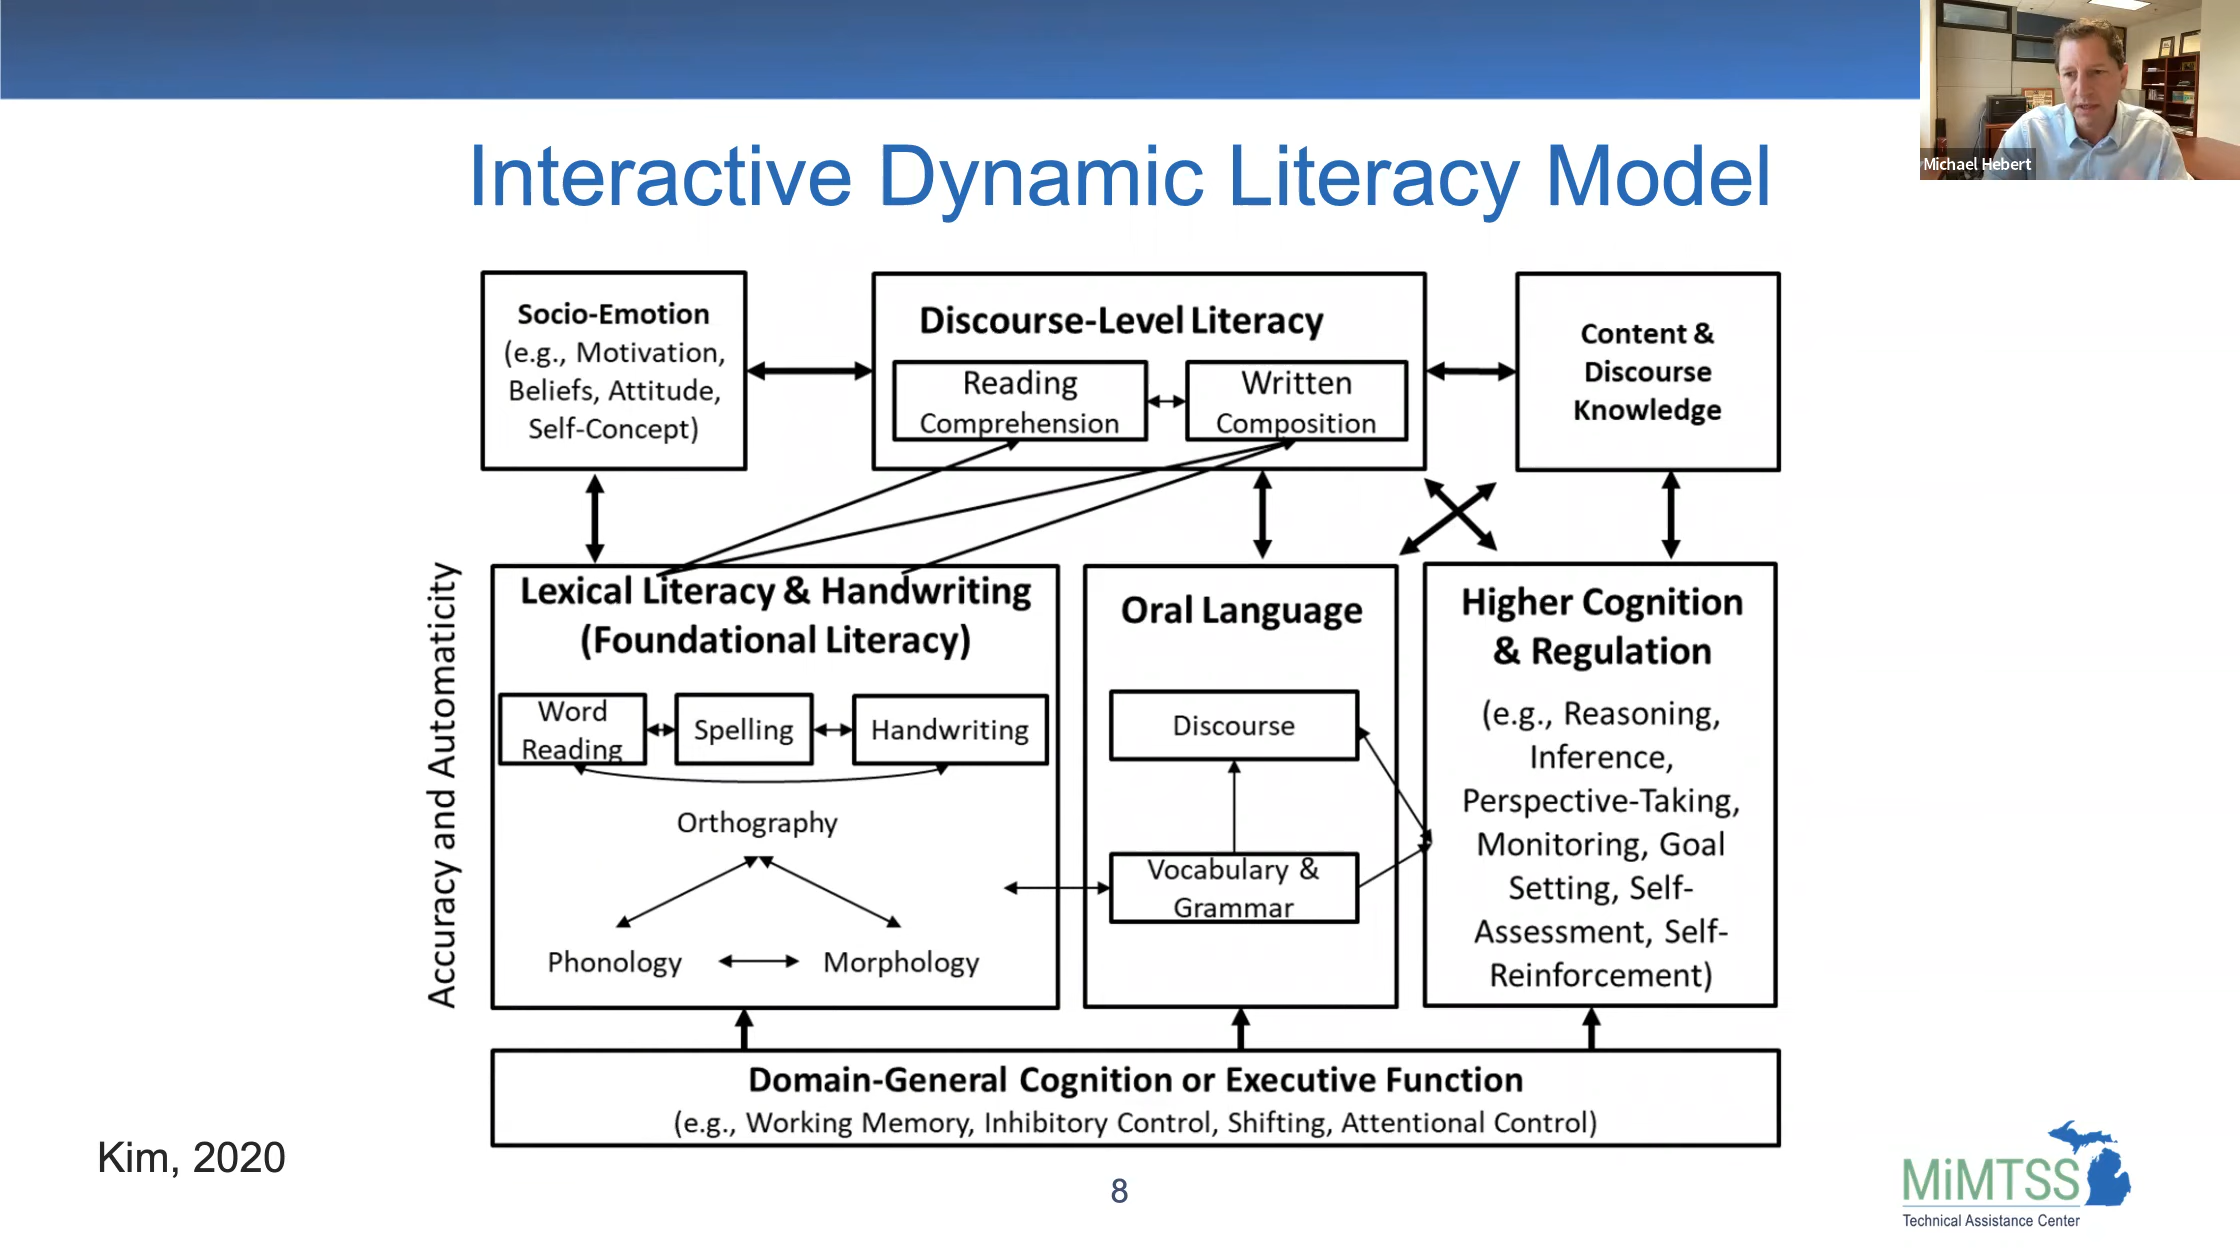 Michael Hebert
Interactive Dynamic Literacy Model
Socio-Emotion
(e.g., Motivation,
Beliefs, Attitude,
Self-Concept)
Discourse-Level Literacy
Reading
Comprehension
Written
Composition
Content &
Discourse
Knowledge
Accuracy and Automaticity
Lexical Literacy & Handwriting
(Foundational Literacy)
Word
Reading
Spelling
Handwriting
Orthography
Phonology
Morphology
Oral Language
Discourse
Vocabulary &
Grammar
Higher Cognition
& Regulation
(e.g., Reasoning,
Inference,
Perspective-Taking,
Monitoring, Goal
Setting, Self-
Assessment, Self-
Reinforcement)
Domain-General Cognition or Executive Function
(e.g., Working Memory, Inhibitory Control, Shifting, Attentional Control)
Kim, 2020
8
MiMTSS
Technical Assistance Center